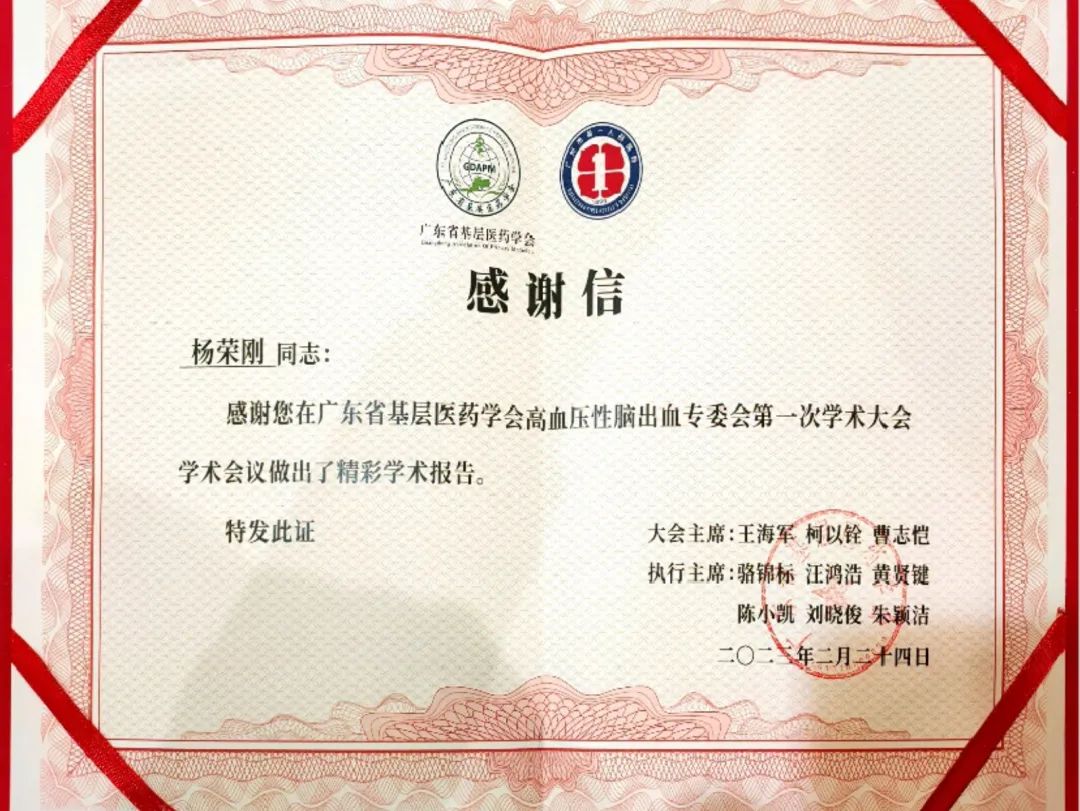 GDAPM
广东省基层医药学会
感谢信
杨荣刚 同志：
感谢您在广东省基层医药学会高血压性脑出血专委会第一次学术大会
学术会议做出了精彩学术报告。
特发此证
大会主席：王海军 柯以铨 曹志恺
执行主席：骆锦标 汪鸿浩 黄贤键
陈小凯 刘晓俊 朱颖洁
二〇二三年二月二十四日